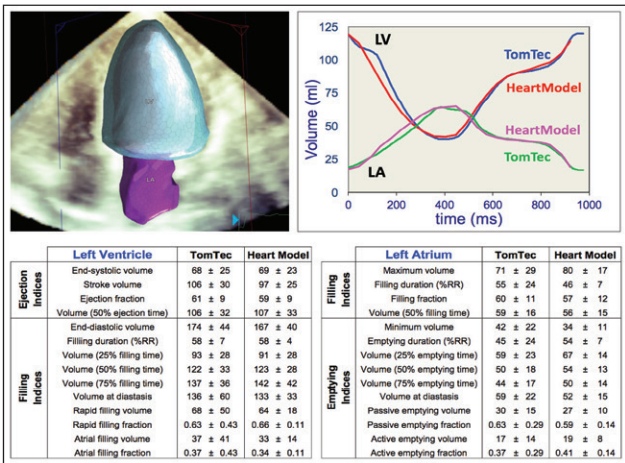 LV
LA
Volume (ml)
125
100
75
50
25
0
LV
TomTec
HeartModel
HeartModel
TomTec
LA
0 200 400 600 800 1000
time (ms)
Left Ventricle TomTec Heart Model
Ejection Indices
End-systolic volume 68 ± 25 69 ± 23
Stroke volume 106 ± 30 97 ± 25
Ejection fraction 61 ± 9 59 ± 9
Volume (50% ejection time) 106 ± 32 107 ± 33
Filling Indices
End-diastolic volume 174 ± 44 167 ± 40
Filling duration (%RR) 58 ± 7 58 ± 4
Volume (25% filling time) 93 ± 28 91 ± 28
Volume (50% filling time) 122 ± 33 123 ± 28
Volume (75% filling time) 137 ± 36 142 ± 42
Volume at diastasis 136 ± 60 133 ± 33
Rapid filling volume 68 ± 50 64 ± 18
Rapid filling fraction 0.63 ± 0.43 0.66 ± 0.11
Atrial filling volume 37 ± 41 33 ± 14
Atrial filling fraction 0.37 ± 0.43 0.34 ± 0.11
Left Atrium TomTec Heart Model
Filling Indices
Maximum volume 71 ± 29 80 ± 17
Filling duration (%RR) 55 ± 24 46 ± 7
Filling fraction 60 ± 11 57 ± 12
Volume (50% filling time) 59 ± 16 56 ± 15
Emptying Indices
Minimum volume 42 ± 22 34 ± 11
Emptying duration (%RR) 45 ± 24 54 ± 7
Volume (25% emptying time) 59 ± 23 67 ± 14
Volume (50% emptying time) 50 ± 18 54 ± 13
Volume (75% emptying time) 44 ± 17 50 ± 14
Volume at diastasis 59 ± 22 52 ± 15
Passive emptying volume 30 ± 15 27 ± 10
Passive emptying fraction 0.63 ± 0.29 0.59 ± 0.14
Active emptying volume 17 ± 14 19 ± 8
Active emptying fraction 0.37 ± 0.29 0.41 ± 0.14